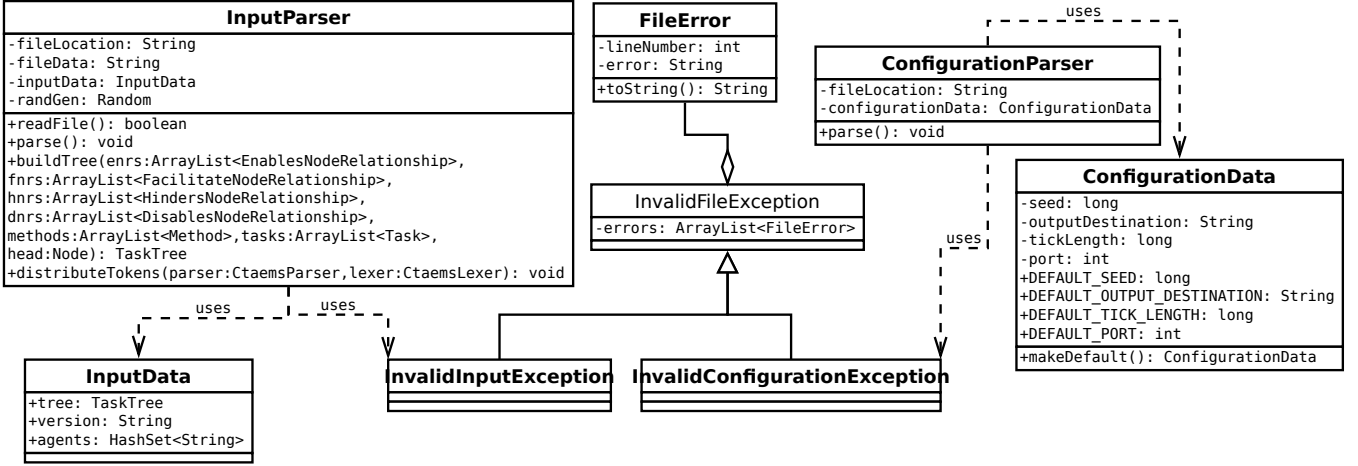 InputParser
-fileLocation: String
-fileData: String
-inputData: InputData
-randGen: Random
+readFile(): boolean
+parse(): void
+buildTree(enrs:ArrayList<EnablesNodeRelationship>,
fnrs:ArrayList<FacilitateNodeRelationship>,
hnrs:ArrayList<HindersNodeRelationship>,
dnrs:ArrayList<DisablesNodeRelationship>,
methods:ArrayList<Method>,tasks:ArrayList<Task>,
head:Node): TaskTree
+distributeTokens(parser:CtaemsParser,lexer:CtaemsLexer): void
FileError
-lineNumber: int
-error: String
+toString(): String
uses
ConfigurationParser
-fileLocation: String
-configurationData: ConfigurationData
+parse(): void
InvalidFileException
-errors: ArrayList<FileError>
ConfigurationData
-seed: long
-outputDestination: String
-tickLength: long
-port: int
+DEFAULT_SEED: long
+DEFAULT_OUTPUT_DESTINATION: String
+DEFAULT_TICK_LENGTH: long
+DEFAULT_PORT: int
+makeDefault(): ConfigurationData
uses
uses
uses
InputData
+tree: TaskTree
+version: String
+agents: HashSet<String>
InvalidInputException
InvalidConfigurationException